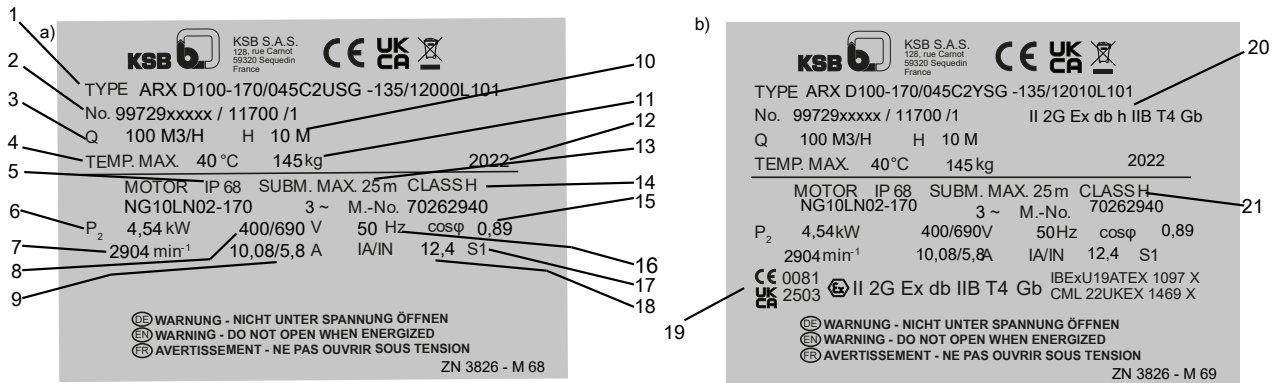 a)
KSB
KSB S.A.S.
128, rue Carnot
59320 Sequedin
France
CE UK CA
TYPE ARX D100-170/045C2USG -135/12000L101
No. 99729xxxxx / 11700 /1
Q 100 M3/H H 10 M
TEMP. MAX. 40 °C 145 kg 2022
MOTOR IP 68 SUBM. MAX. 25 m CLASS H
NG10LN02-170 3 ~ M.-No. 70262940
P2 4,54 kW 400/690 V 50 Hz cosφ 0,89
2904 min-1 10,08/5,8 A IA/IN 12,4 S1
DE WARNUNG - NICHT UNTER SPANNUNG ÖFFNEN
EN WARNING - DO NOT OPEN WHEN ENERGIZED
FR AVERTISSEMENT - NE PAS OUVRIR SOUS TENSION
ZN 3826 - M 68
1
2
3
4
5
6
7
8
9
10
11
12
13
14
15
16
17
18
b)
KSB
KSB S.A.S.
128, rue Carnot
59320 Sequedin
France
CE UK CA
TYPE ARX D100-170/045C2YSG -135/12010L101
No. 99729xxxxx / 11700 /1 II 2G Ex db h IIB T4 Gb
Q 100 M3/H H 10 M
TEMP. MAX. 40 °C 145 kg 2022
MOTOR IP 68 SUBM. MAX. 25 m CLASS H
NG10LN02-170 3 ~ M.-No. 70262940
P2 4,54 kW 400/690 V 50 Hz cosφ 0,89
2904 min-1 10,08/5,8A IA/IN 12,4 S1
CE 0081 Ex II 2G Ex db IIB T4 Gb IBExU19ATEX 1097 X
UK CA 2503 CML 22UKEX 1469 X
DE WARNUNG - NICHT UNTER SPANNUNG ÖFFNEN
EN WARNING - DO NOT OPEN WHEN ENERGIZED
FR AVERTISSEMENT - NE PAS OUVRIR SOUS TENSION
ZN 3826 - M 69
19
20
21